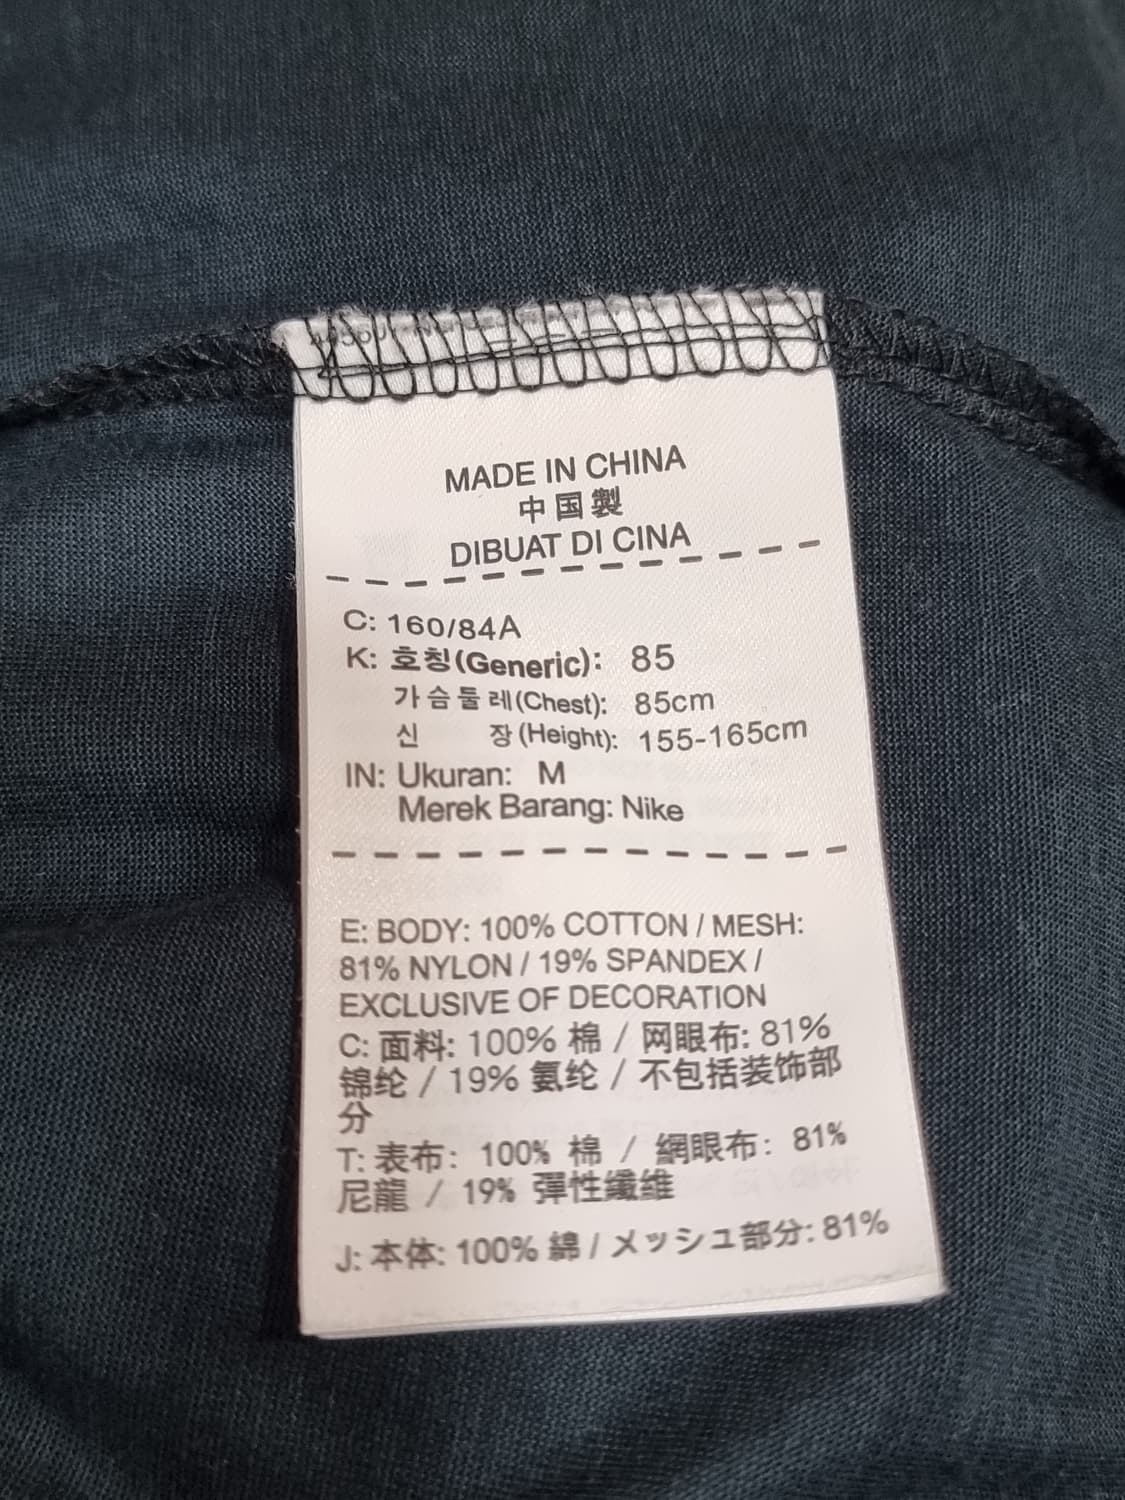 MADE IN CHINA
中国製
DIBUAT DI CINA
C: 160/84A
K: 호칭(Generic): 85
가슴둘레(Chest): 85cm
신 장(Height): 155-165cm
IN: Ukuran: M
Merek Barang: Nike
E: BODY: 100% COTTON / MESH:
81% NYLON / 19% SPANDEX /
EXCLUSIVE OF DECORATION
C: 面料: 100% 棉 / 网眼布: 81%
锦纶 / 19% 氨纶 / 不包括装饰部
分
T: 表布: 100% 棉 / 網眼布: 81%
尼龍 / 19% 彈性纖維
J: 本体: 100% 綿 / メッシュ部分: 81%